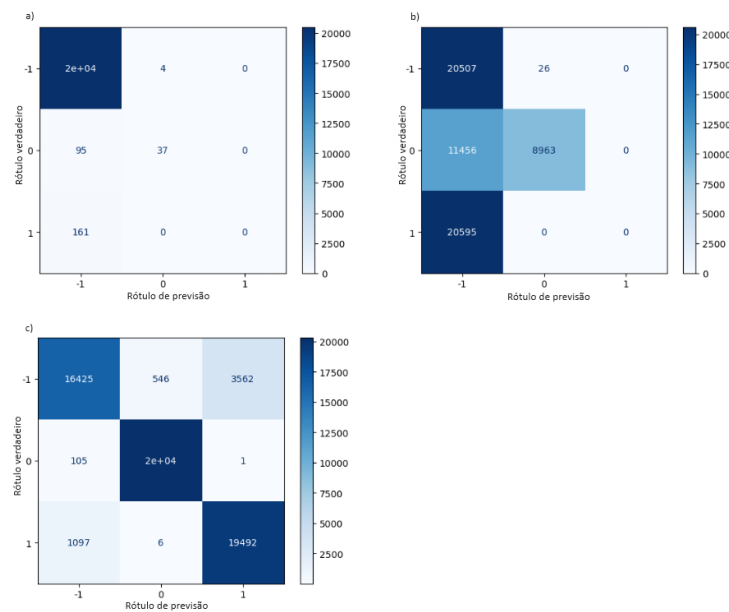 a)
-1
0
1
Rótulo verdadeiro
2e+04 4 0
95 37 0
161 0 0
-1 0 1
Rótulo de previsão
20000
17500
15000
12500
10000
7500
5000
2500
0
b)
-1
0
1
Rótulo verdadeiro
20507 26 0
11456 8963 0
20595 0 0
-1 0 1
Rótulo de previsão
20000
17500
15000
12500
10000
7500
5000
2500
0
c)
-1
0
1
Rótulo verdadeiro
16425 546 3562
105 2e+04 1
1097 6 19492
-1 0 1
Rótulo de previsão
20000
17500
15000
12500
10000
7500
5000
2500